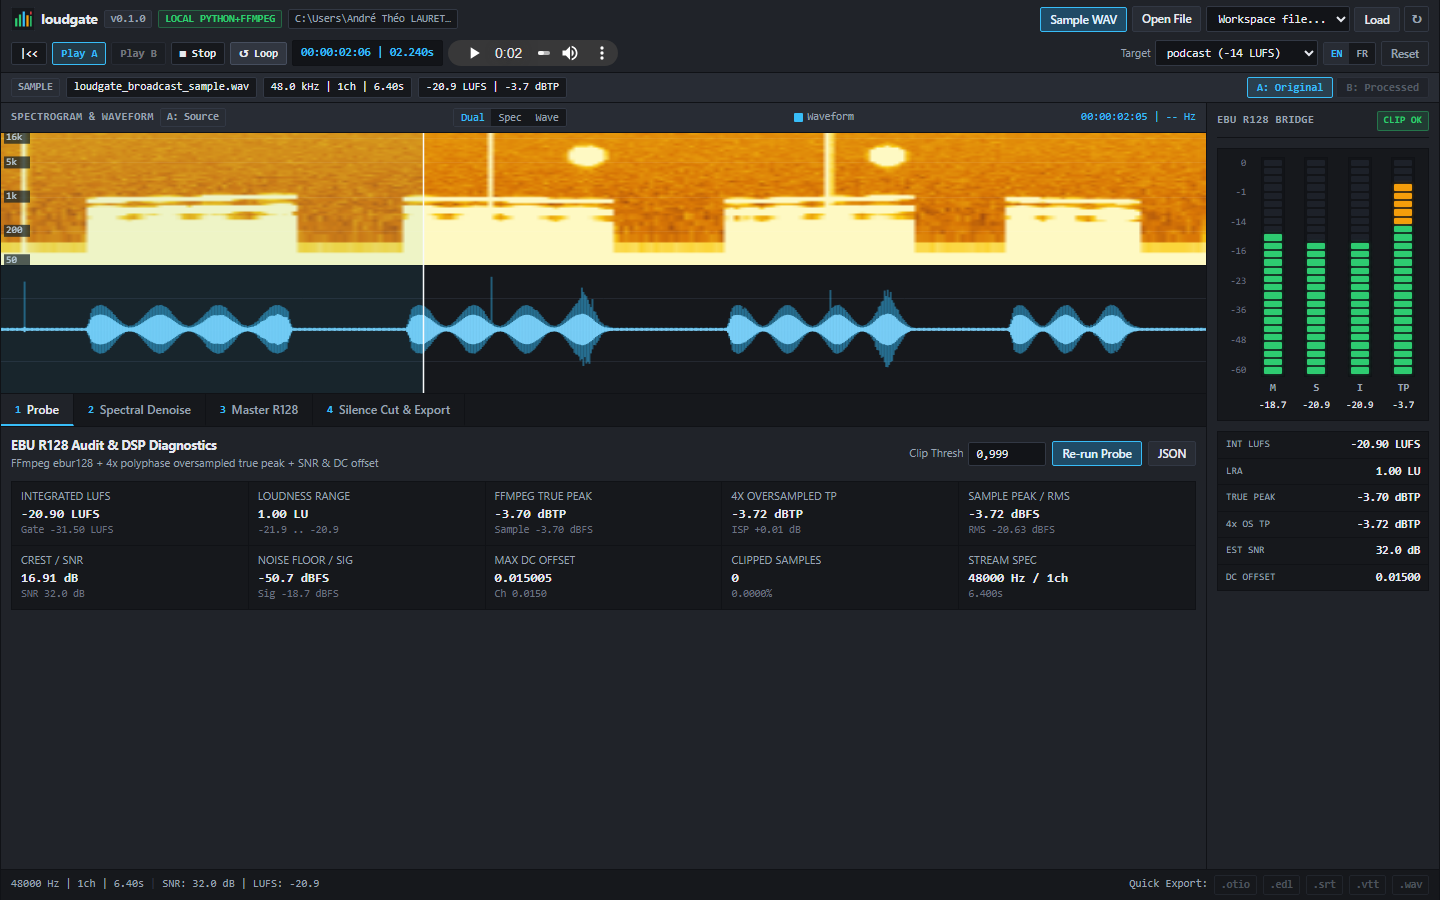 loudgate v0.1.0 LOCAL PYTHON+FFMPEG C:\Users\André Théo LAURET… Sample WAV Open File Workspace file... Load ↻
|<< Play A Play B ■ Stop ↺ Loop 00:00:02:06 | 02.240s 0:02 Target podcast (-14 LUFS) EN FR Reset
SAMPLE loudgate_broadcast_sample.wav 48.0 kHz | 1ch | 6.40s -20.9 LUFS | -3.7 dBTP A: Original B: Processed
SPECTROGRAM & WAVEFORM A: Source Dual Spec Wave Waveform 00:00:02:05 | -- Hz
16k
5k
1k
200
50
EBU R128 BRIDGE CLIP OK
0
-1
-14
-16
-23
-36
-48
-60
M S I TP
-18.7 -20.9 -20.9 -3.7
INT LUFS -20.90 LUFS
LRA 1.00 LU
TRUE PEAK -3.70 dBTP
4x OS TP -3.72 dBTP
EST SNR 32.0 dB
DC OFFSET 0.01500
1 Probe 2 Spectral Denoise 3 Master R128 4 Silence Cut & Export
EBU R128 Audit & DSP Diagnostics
FFmpeg ebur128 + 4x polyphase oversampled true peak + SNR & DC offset
Clip Thresh 0,999 Re-run Probe JSON
INTEGRATED LUFS LOUDNESS RANGE FFMPEG TRUE PEAK 4X OVERSAMPLED TP SAMPLE PEAK / RMS
-20.90 LUFS 1.00 LU -3.70 dBTP -3.72 dBTP -3.72 dBFS
Gate -31.50 LUFS -21.9 .. -20.9 Sample -3.70 dBFS ISP +0.01 dB RMS -20.63 dBFS
CREST / SNR NOISE FLOOR / SIG MAX DC OFFSET CLIPPED SAMPLES STREAM SPEC
16.91 dB -50.7 dBFS 0.015005 0 48000 Hz / 1ch
SNR 32.0 dB Sig -18.7 dBFS Ch 0.0150 0.0000% 6.400s
48000 Hz | 1ch | 6.40s | SNR: 32.0 dB | LUFS: -20.9 Quick Export: .otio .edl .srt .vtt .wav